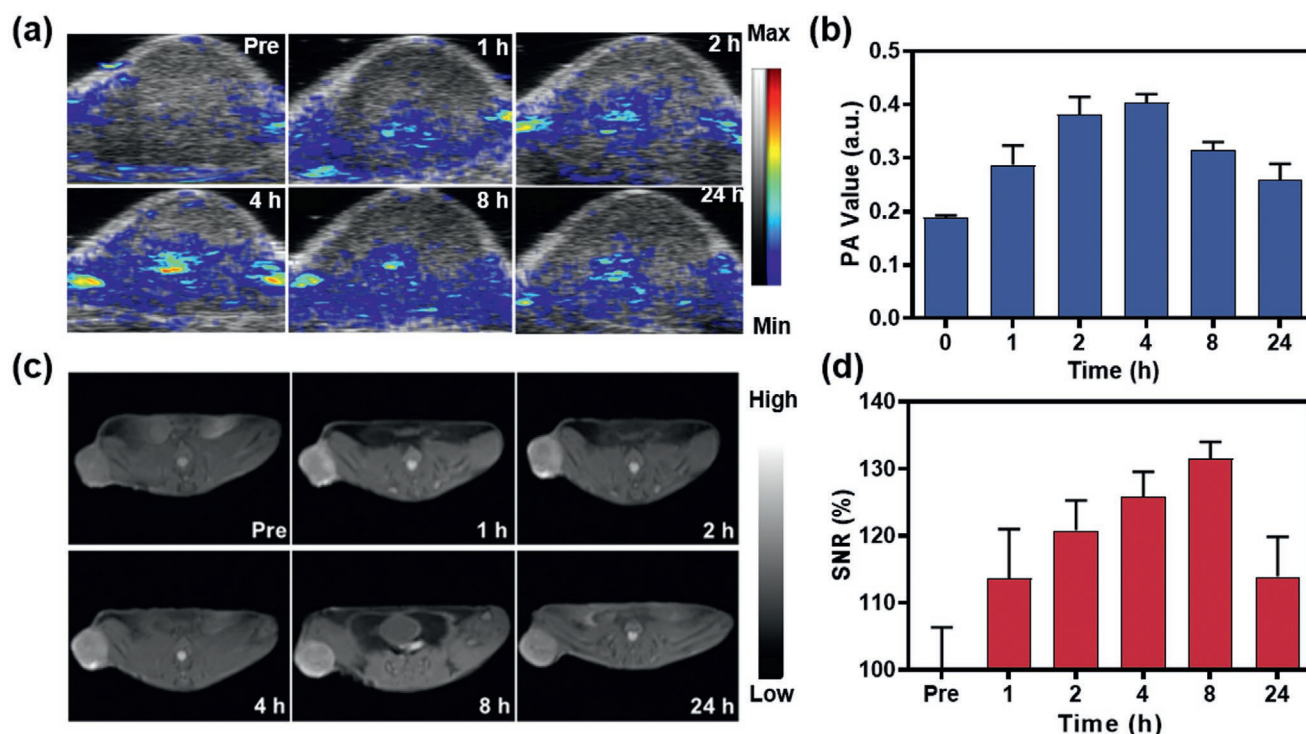 (a)
Pre
1 h
2 h
Max
4 h
8 h
24 h
Min
(b)
PA Value (a.u.)
0.5
0.4
0.3
0.2
0.1
0.0
0 1 2 4 8 24
Time (h)
(c)
Pre
1 h
2 h
High
4 h
8 h
24 h
Low
(d)
SNR (%)
140
130
120
110
100
Pre 1 2 4 8 24
Time (h)